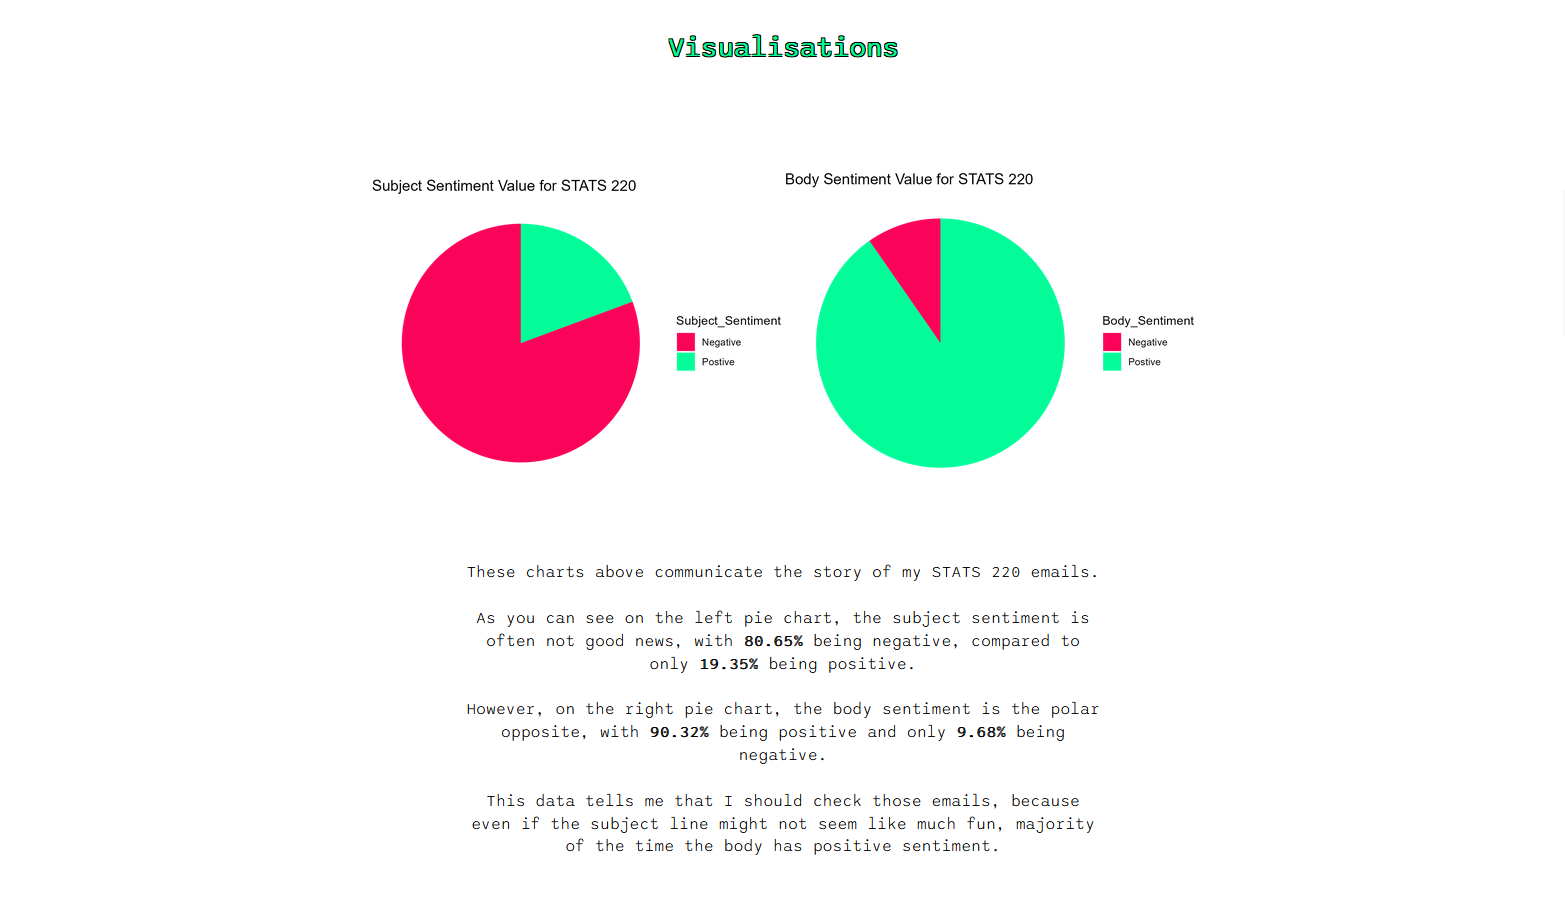 Visualisations
Subject Sentiment Value for STATS 220
Subject_Sentiment
Negative
Postive
Body Sentiment Value for STATS 220
Body_Sentiment
Negative
Postive
These charts above communicate the story of my STATS 220 emails.
As you can see on the left pie chart, the subject sentiment is
often not good news, with 80.65% being negative, compared to
only 19.35% being positive.
However, on the right pie chart, the body sentiment is the polar
opposite, with 90.32% being positive and only 9.68% being
negative.
This data tells me that I should check those emails, because
even if the subject line might not seem like much fun, majority
of the time the body has positive sentiment.